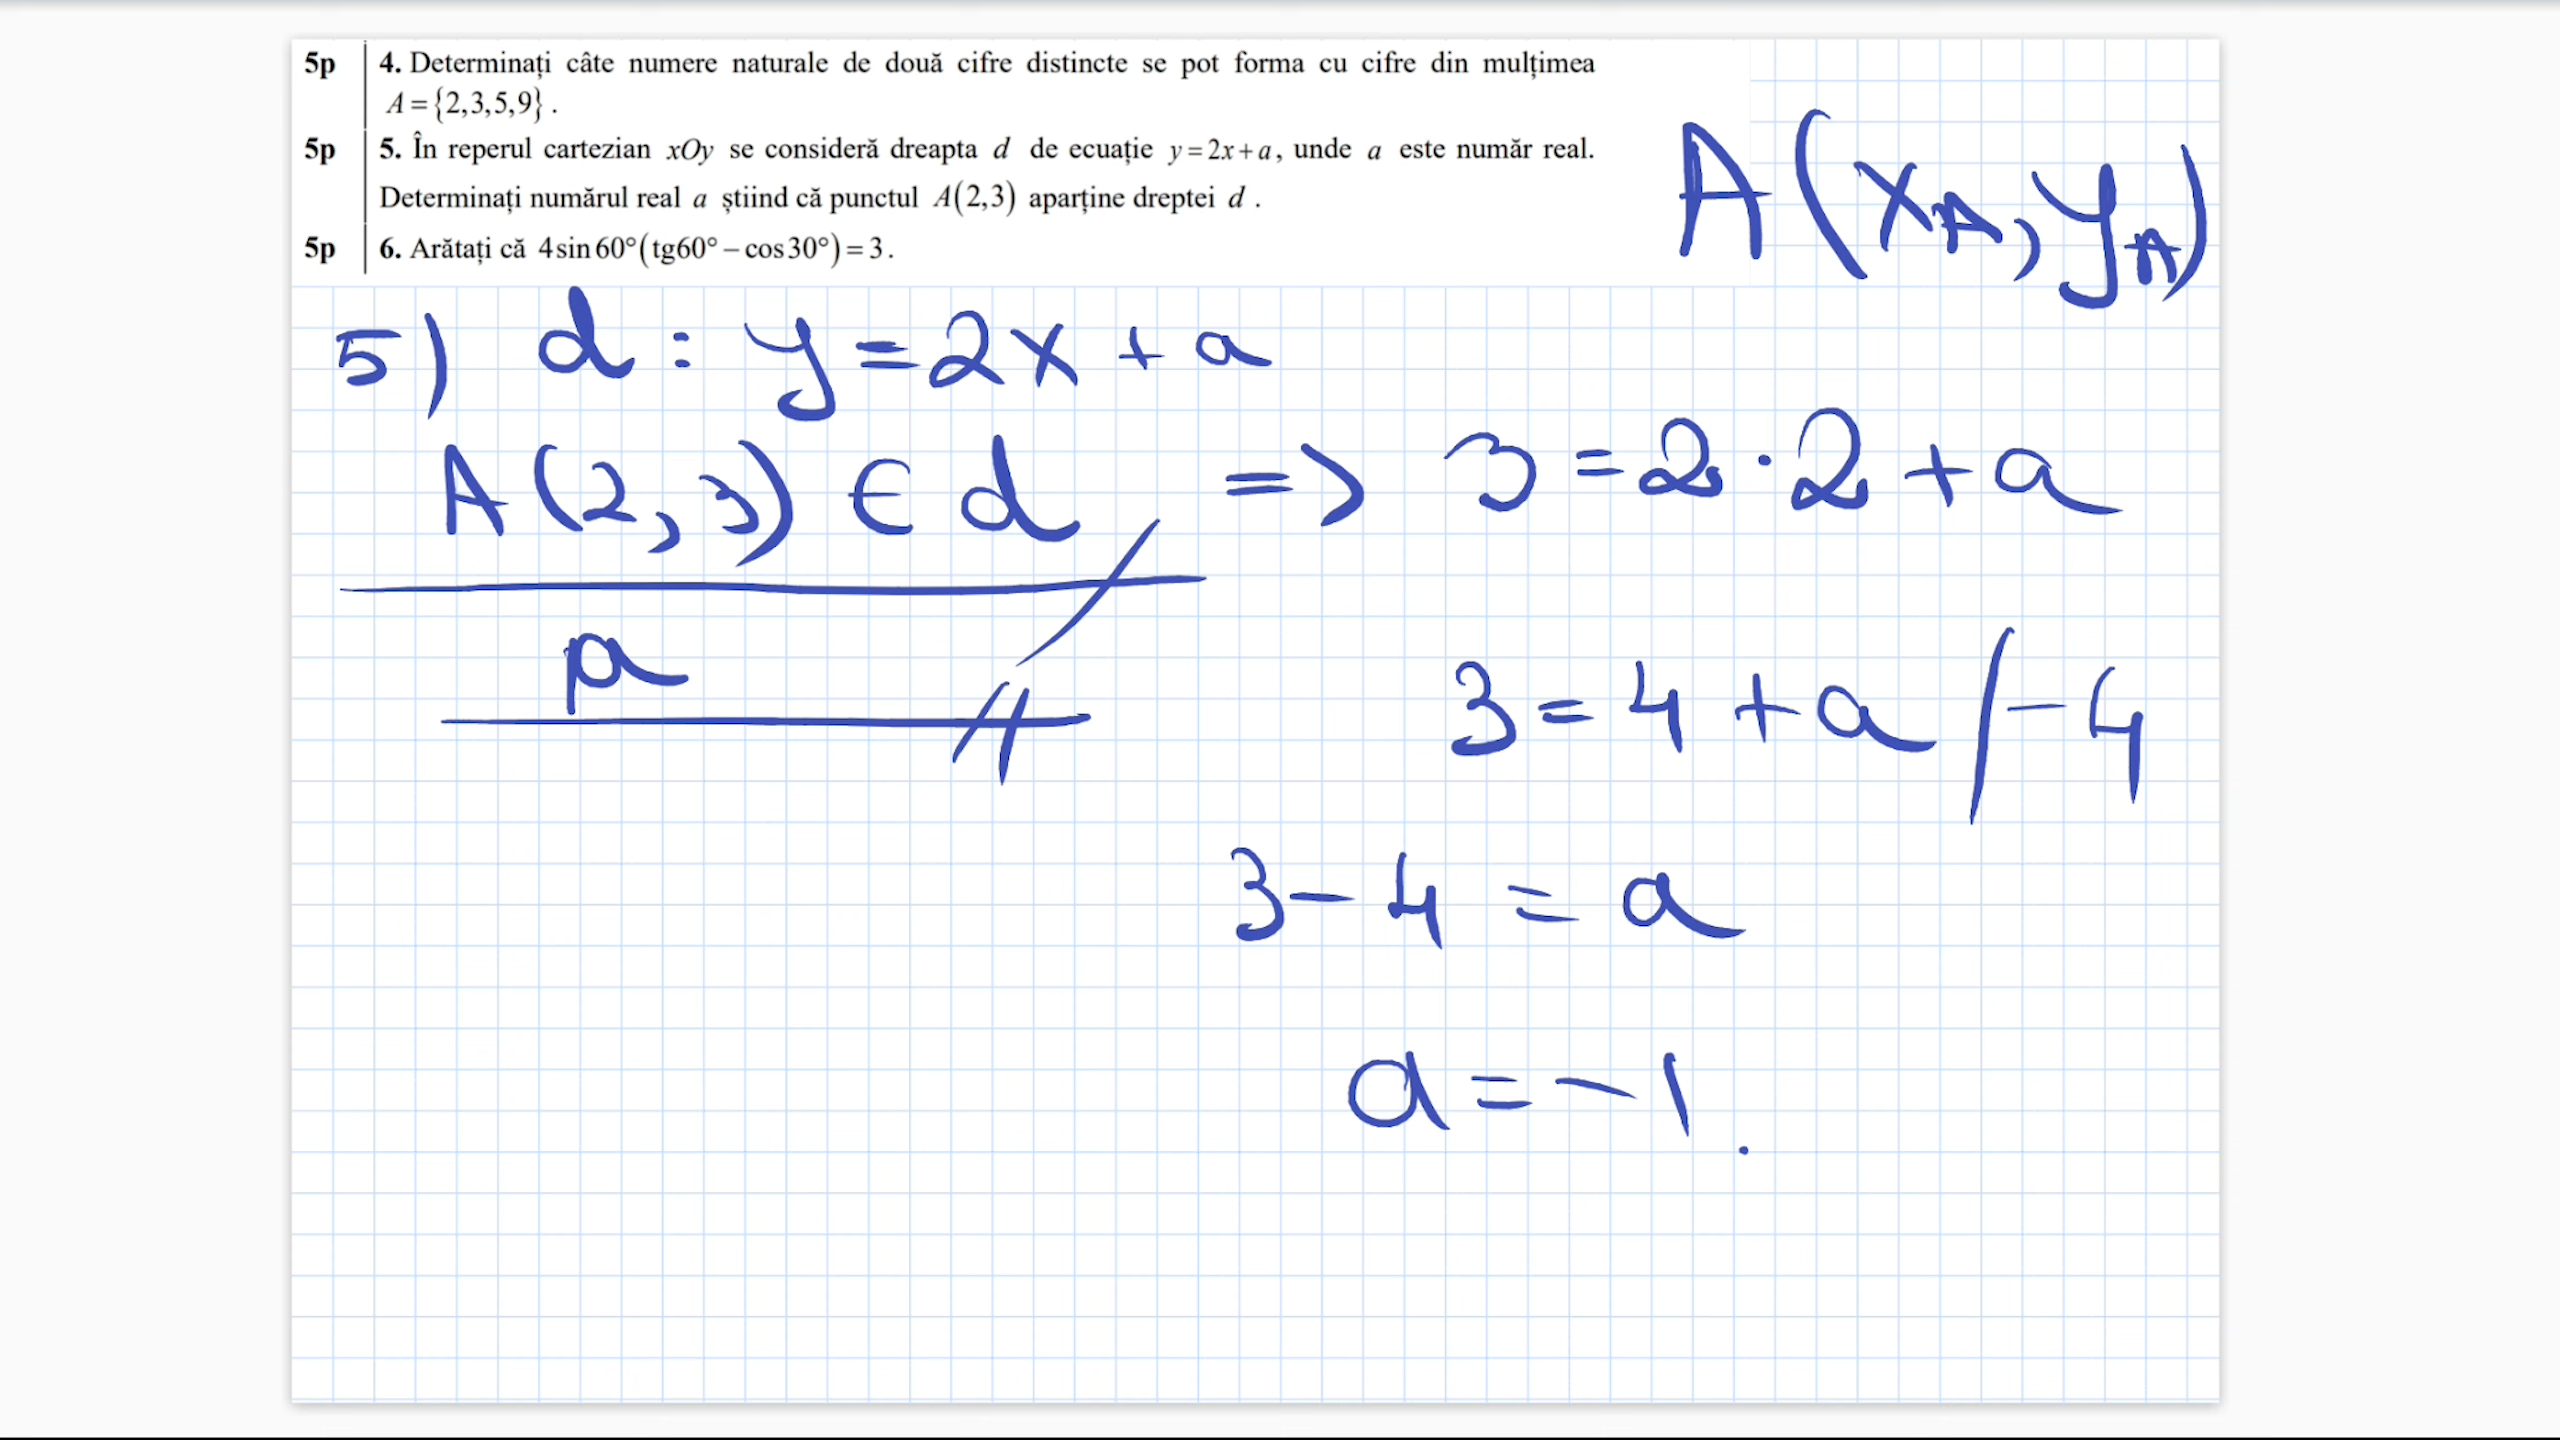 5p 4. Determinați câte numere naturale de două cifre distincte se pot forma cu cifre din mulțimea
A={2,3,5,9}.
5p 5. În reperul cartezian xOy se consideră dreapta d de ecuație y=2x+a, unde a este număr real.
Determinați numărul real a știind că punctul A(2,3) aparține dreptei d.
5p 6. Arătați că 4sin60°(tg60°−cos30°)=3.
A(xA, yA)
5) d: y=2x+a
A(2,3) ∈ d => 3=2·2+a
a
3=4+a/-4
3-4=a
a=-1.